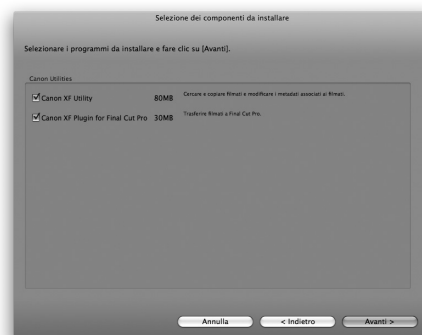 Selezione dei componenti da installare
Selezionare i programmi da installare e fare clic su [Avanti].
Canon Utilities
Canon XF Utility 80MB Cercare e copiare filmati e modificare i metadati associati ai filmati.
Canon XF Plugin for Final Cut Pro 30MB Trasferire filmati a Final Cut Pro.
Annulla < Indietro Avanti >